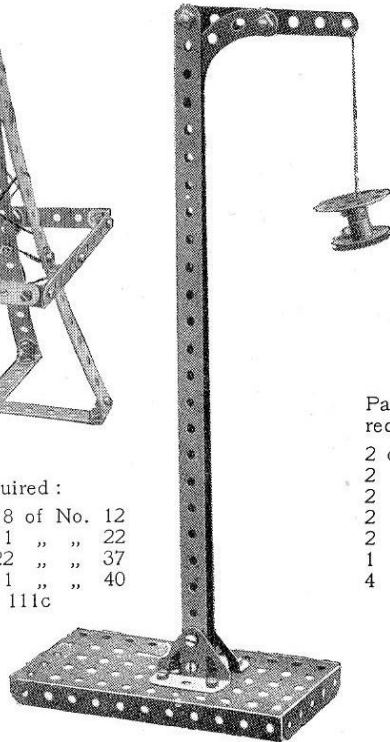 uired :
8 of No. 12
1 „ „ 22
22 „ „ 37
1 „ „ 40
111c
Pa
rec
2 o
2
2
2
2
1
4